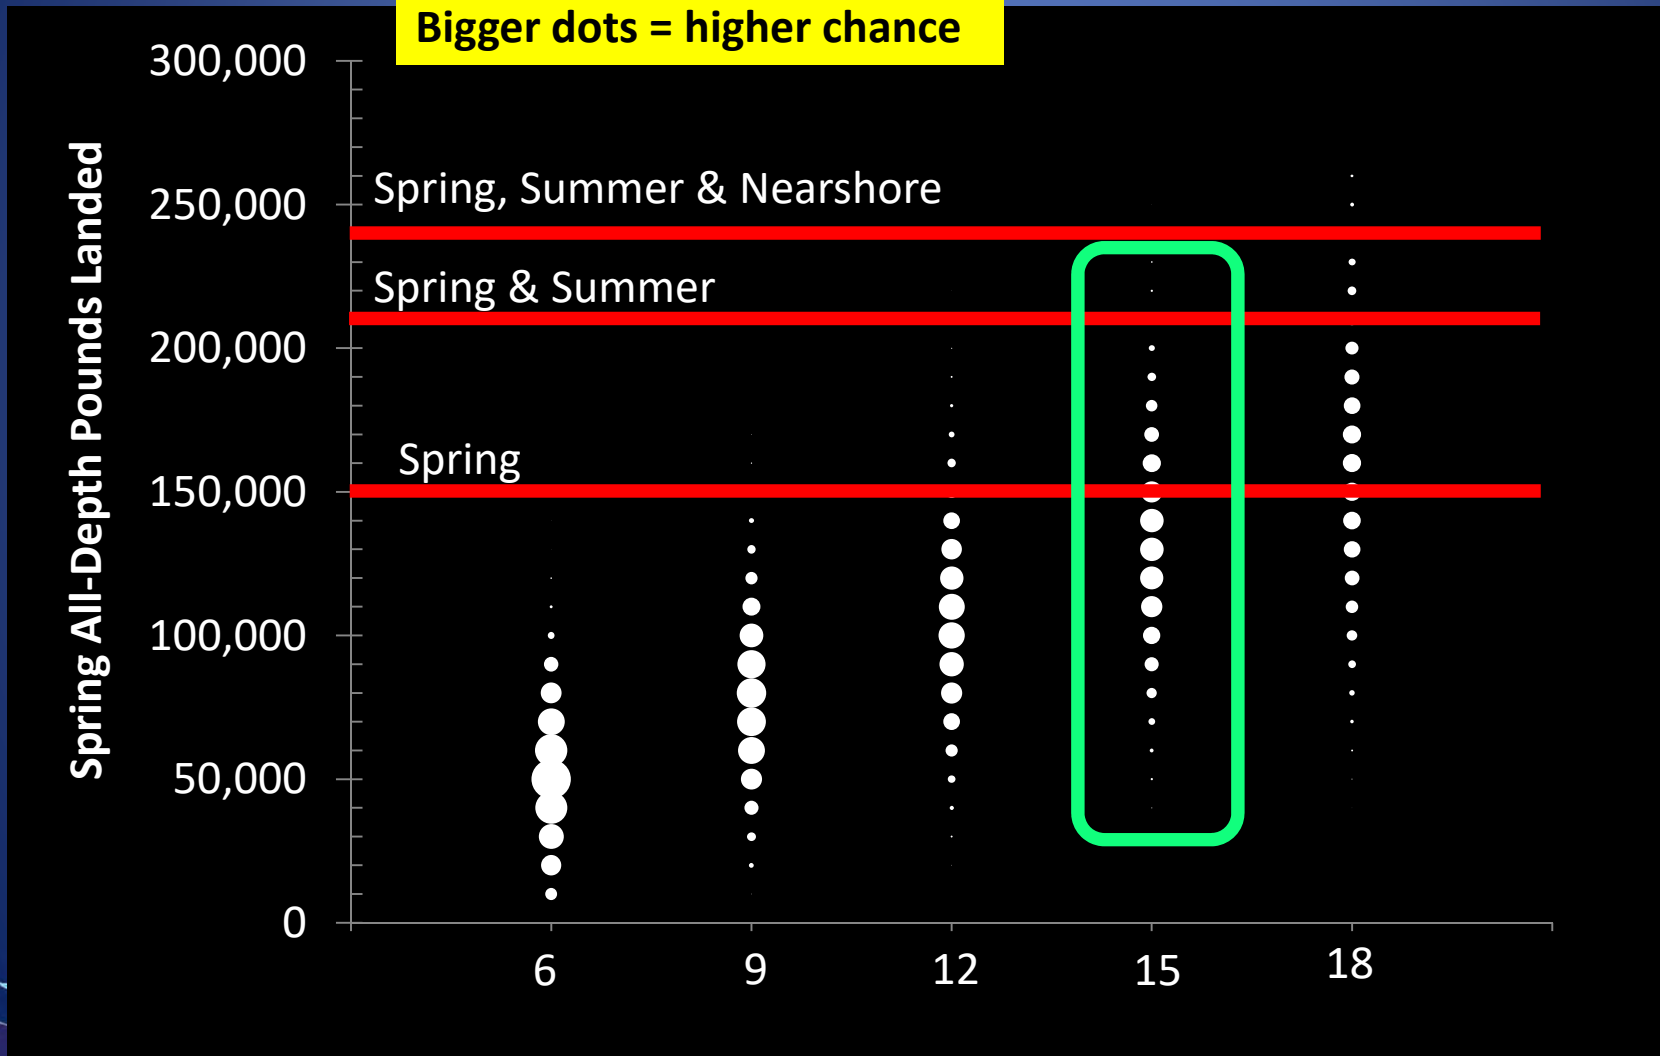 Bigger dots = higher chance
Spring All-Depth Pounds Landed
300,000
250,000
200,000
150,000
100,000
50,000
0
Spring, Summer & Nearshore
Spring & Summer
Spring
6
9
12
15
18